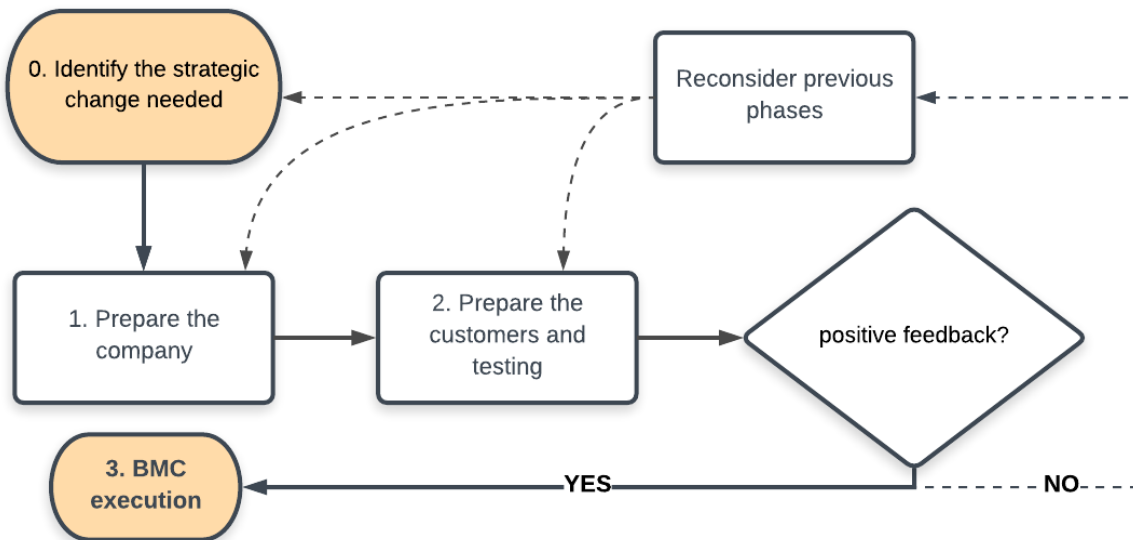 0. Identify the strategic
change needed
Reconsider previous
phases
1. Prepare the
company
2. Prepare the
customers and
testing
positive feedback?
3. BMC
execution
YES
NO